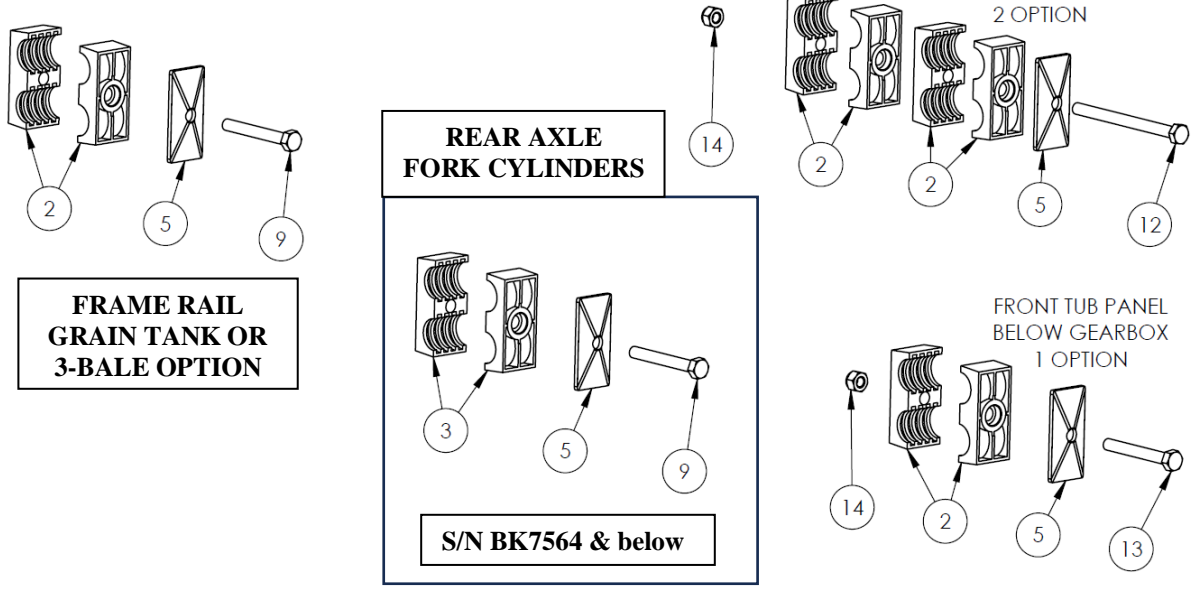 2 OPTION
14
2
2
5
12
2
5
9
REAR AXLE
FORK CYLINDERS
FRAME RAIL
GRAIN TANK OR
3-BALE OPTION
3
5
9
S/N BK7564 & below
FRONT TUB PANEL
BELOW GEARBOX
1 OPTION
14
2
5
13